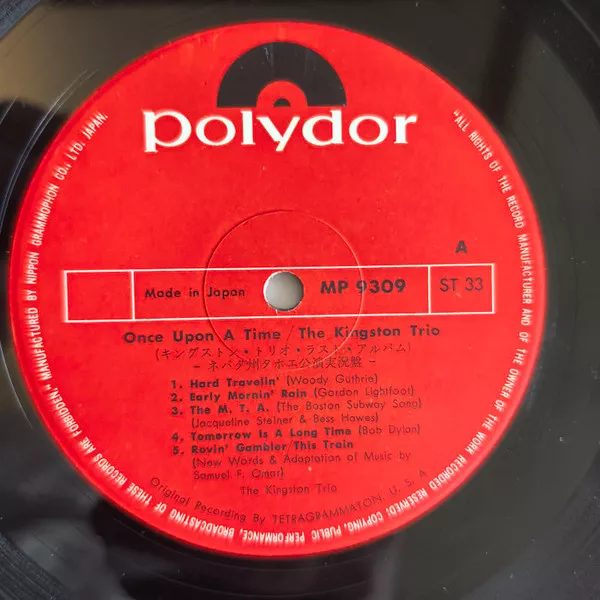 polydor
A
Made in Japan
MP 9309
ST 33
Once Upon A Time / The Kingston Trio
(キングストン・トリオ・ラスト・アルバム)
- ネバダ州タホエ公演実況盤 -
1. Hard Travelin' (Woody Guthrie)
2. Early Mornin' Rain (Gordon Lightfoot)
3. The M. T. A. (The Boston Subway Song)
(Jacqueline Steiner & Bess Hawes)
4. Tomorrow Is A Long Time (Bob Dylan)
5. Rovin' Gambler / This Train
(New Words & Adaptation of Music by
Samuel F. Omar)
The Kingston Trio
Original Recording By TETRAGRAMMATON, U. S. A
"ALL RIGHTS OF THE RECORD MANUFACTURER AND OF THE OWNER OF THE WORK RECORDED RESERVED. COPYING, PUBLIC PERFORMANCE, BROADCASTING OF THESE RECORDS ARE FORBIDDEN," MANUFACTURED BY NIPPON GRAMMOPHON CO., LTD. JAPAN.